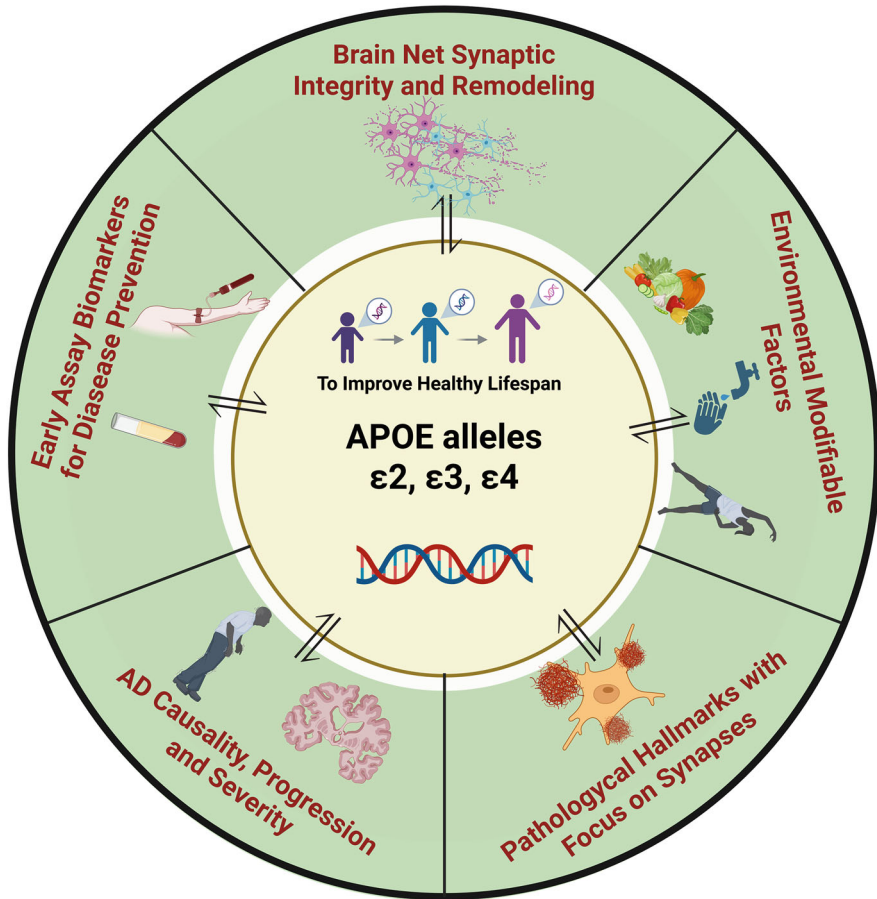 Brain Net Synaptic
Integrity and Remodeling
Environmental Modifiable
Factors
Pathologycal Hallmarks with
Focus on Synapses
AD Causality, Progression
and Severity
Early Assay Biomarkers
for Diasease Prevention
To Improve Healthy Lifespan
APOE alleles
ε2, ε3, ε4